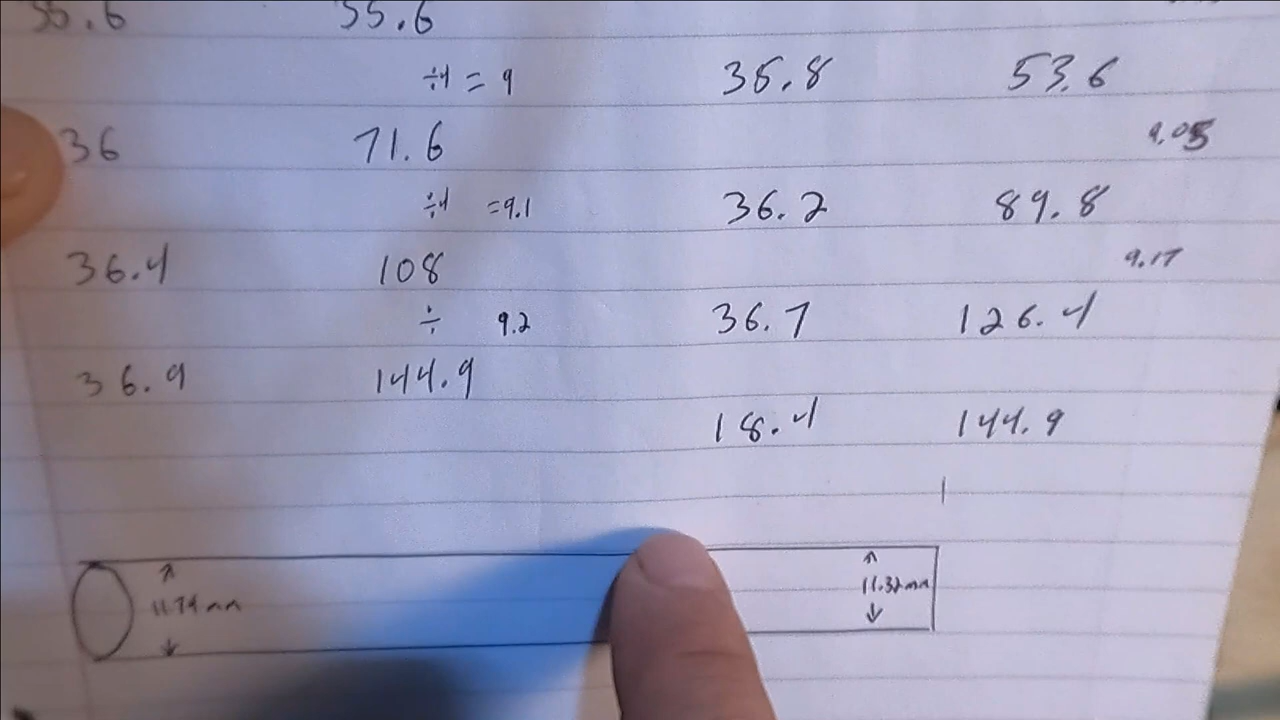 35.6 35.6
÷4 = 9 35.8 53.6
36 71.6 9.05
÷4 =9.1 36.2 89.8
36.4 108 9.17
÷ 9.2 36.7 126.4
36.9 144.9
18.4 144.9
11.74mm 11.32mm